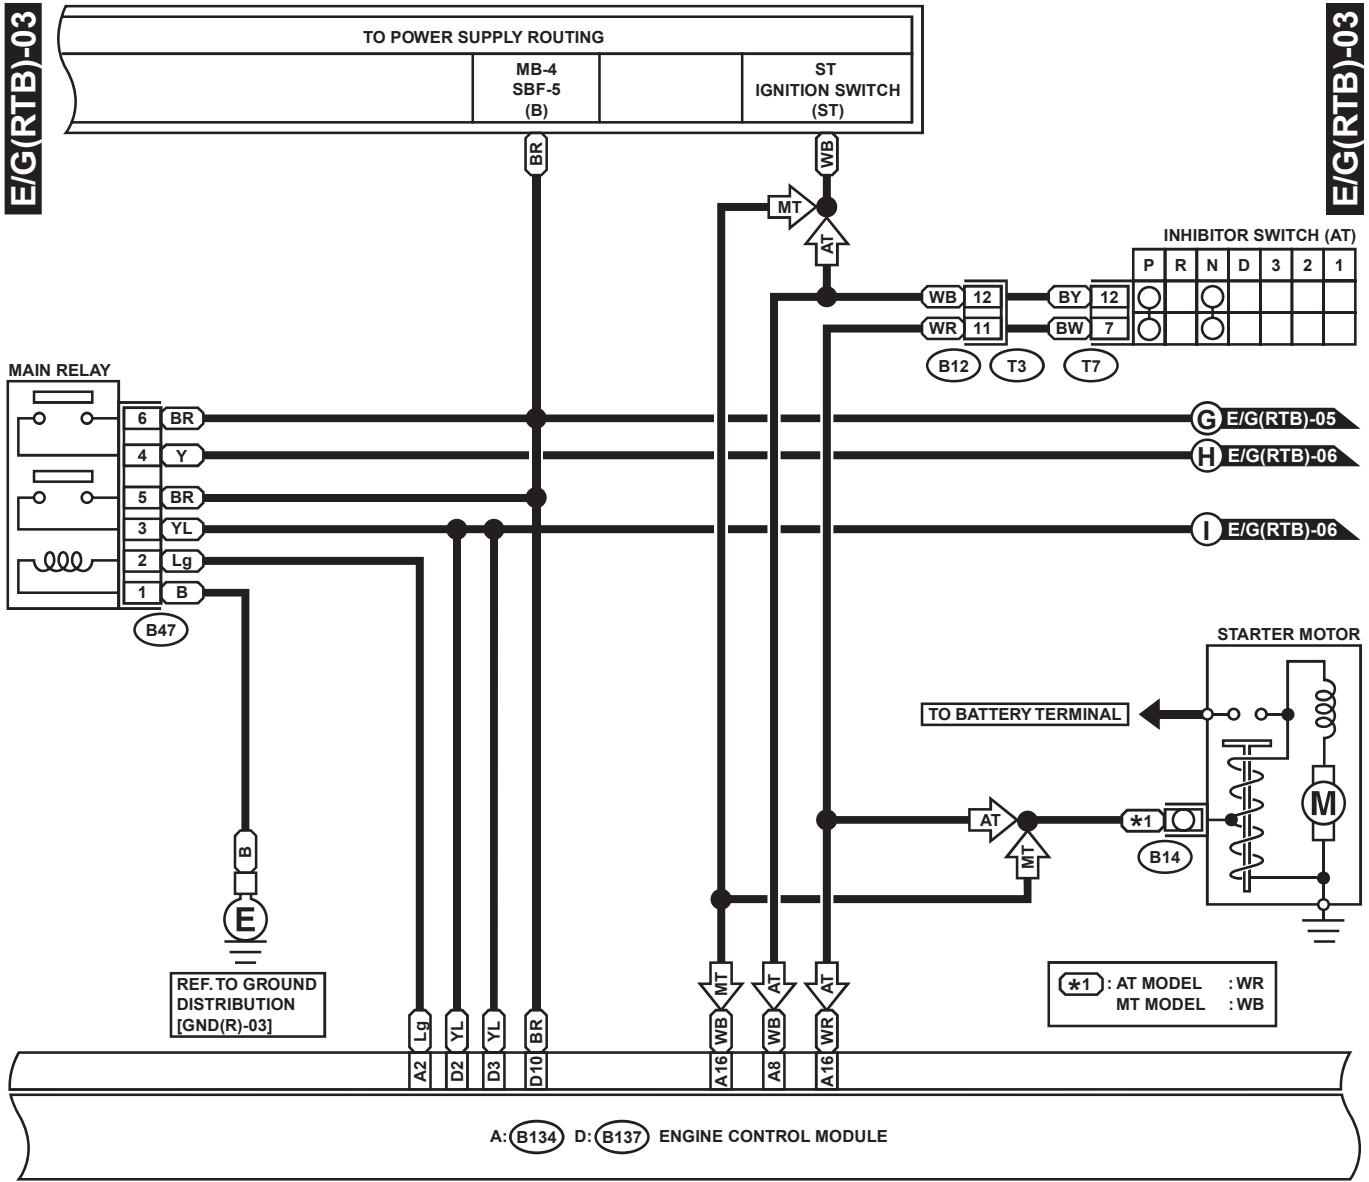 E/G(RTB)-03
E/G(RTB)-03
TO POWER SUPPLY ROUTING
MB-4
SBF-5
(B)
ST
IGNITION SWITCH
(ST)
BR
WB
MT
AT
INHIBITOR SWITCH (AT)
P R N D 3 2 1
WB 12 BY 12
WR 11 BW 7
B12 T3 T7
MAIN RELAY
6 BR
4 Y
5 BR
3 YL
2 Lg
1 B
B47
G E/G(RTB)-05
H E/G(RTB)-06
I E/G(RTB)-06
STARTER MOTOR
TO BATTERY TERMINAL
M
AT
MT
*1
B14
B
E
REF. TO GROUND
DISTRIBUTION
[GND(R)-03]
*1 : AT MODEL : WR
MT MODEL : WB
MT AT AT
Lg YL YL BR WB WB WR
A2 D2 D3 D10 A16 A8 A16
A: B134 D: B137 ENGINE CONTROL MODULE